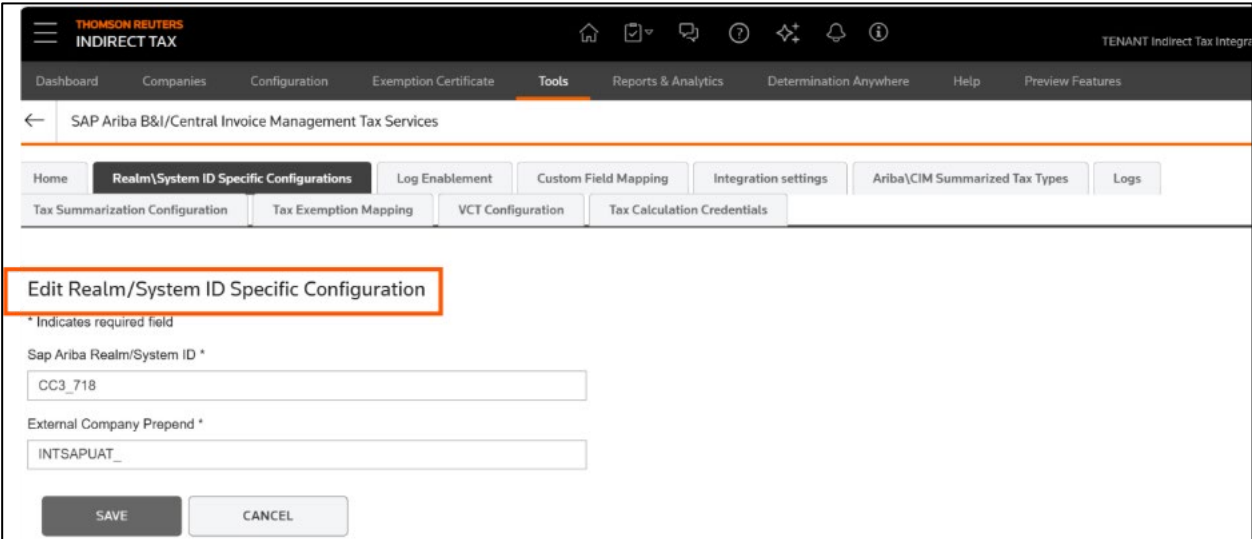 THOMSON REUTERS
INDIRECT TAX
TENANT Indirect Tax Integra
Dashboard Companies Configuration Exemption Certificate Tools Reports & Analytics Determination Anywhere Help Preview Features
SAP Ariba B&I/Central Invoice Management Tax Services
Home Realm\System ID Specific Configurations Log Enablement Custom Field Mapping Integration settings Ariba\CIM Summarized Tax Types Logs
Tax Summarization Configuration Tax Exemption Mapping VCT Configuration Tax Calculation Credentials
Edit Realm/System ID Specific Configuration
* Indicates required field
Sap Ariba Realm/System ID *
CC3_718
External Company Prepend *
INTSAPUAT_
SAVE CANCEL